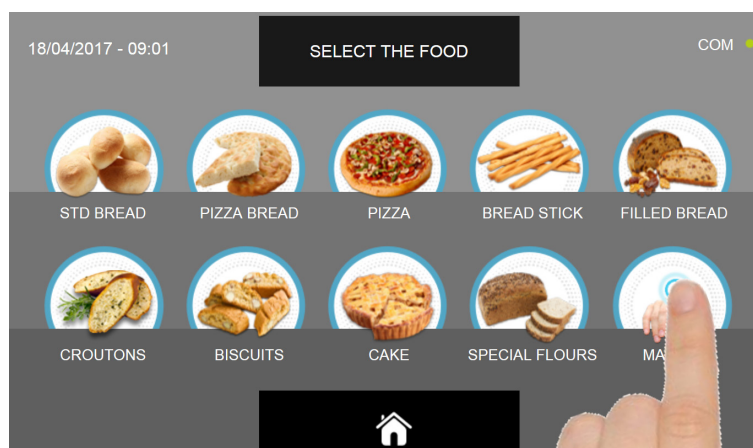 18/04/2017 - 09:01
SELECT THE FOOD
COM
STD BREAD
PIZZA BREAD
PIZZA
BREAD STICK
FILLED BREAD
CROUTONS
BISCUITS
CAKE
SPECIAL FLOURS